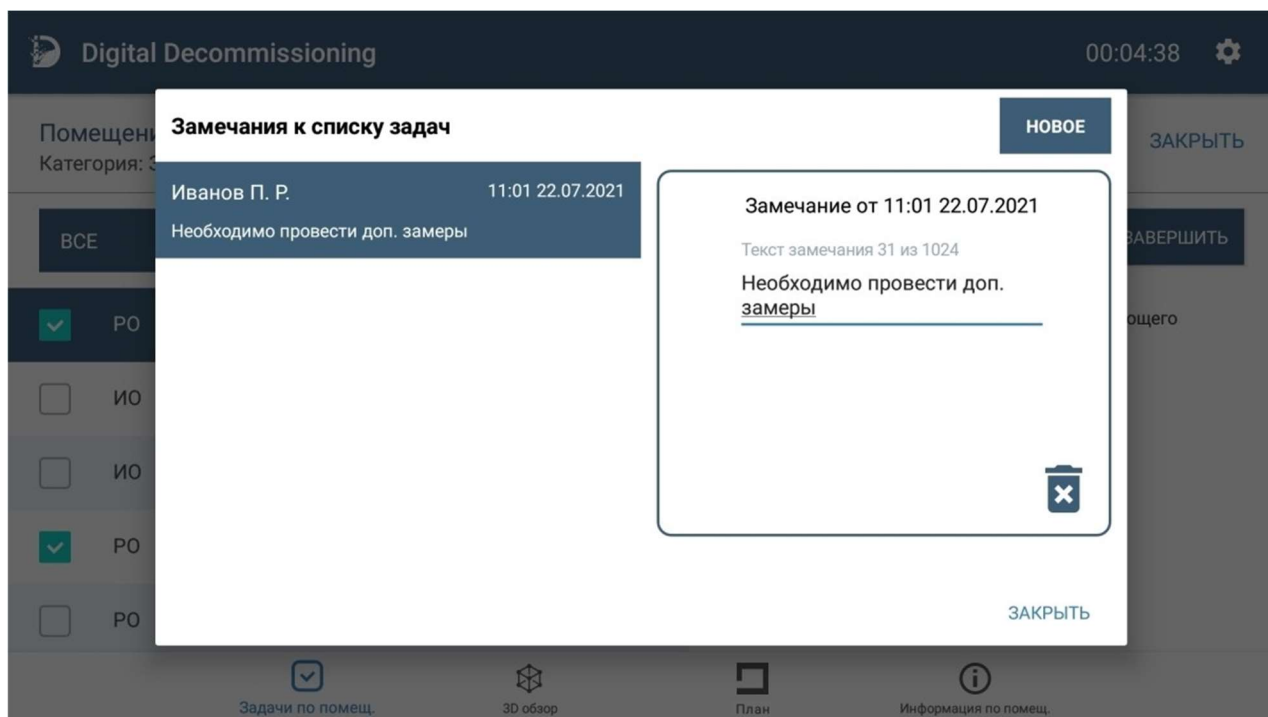 Digital Decommissioning
00:04:38
Помещени
Категория: З
ЗАКРЫТЬ
Замечания к списку задач
НОВОЕ
Иванов П. Р.
11:01 22.07.2021
Необходимо провести доп. замеры
Замечание от 11:01 22.07.2021
Текст замечания 31 из 1024
Необходимо провести доп.
замеры
ВСЕ
ЗАВЕРШИТЬ
РО
ющего
ИО
ИО
РО
РО
ЗАКРЫТЬ
Задачи по помещ.
3D обзор
План
Информация по помещ.